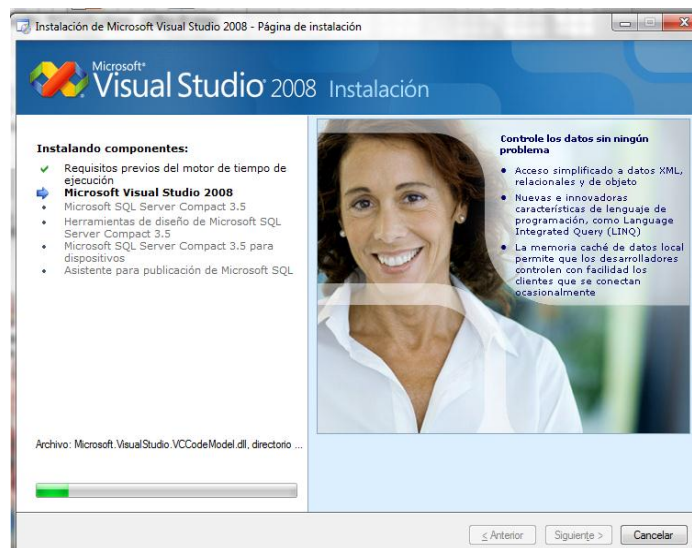 Instalación de Microsoft Visual Studio 2008 - Página de instalación
Microsoft®
Visual Studio® 2008 Instalación
Instalando componentes:
Requisitos previos del motor de tiempo de
ejecución
Microsoft Visual Studio 2008
Microsoft SQL Server Compact 3.5
Herramientas de diseño de Microsoft SQL
Server Compact 3.5
Microsoft SQL Server Compact 3.5 para
dispositivos
Asistente para publicación de Microsoft SQL
Archivo: Microsoft.VisualStudio.VCCodeModel.dll, directorio ...
Controle los datos sin ningún
problema
Acceso simplificado a datos XML,
relacionales y de objeto
Nuevas e innovadoras
características de lenguaje de
programación, como Language
Integrated Query (LINQ)
La memoria caché de datos local
permite que los desarrolladores
controlen con facilidad los
clientes que se conectan
ocasionalmente
< Anterior
Siguiente >
Cancelar